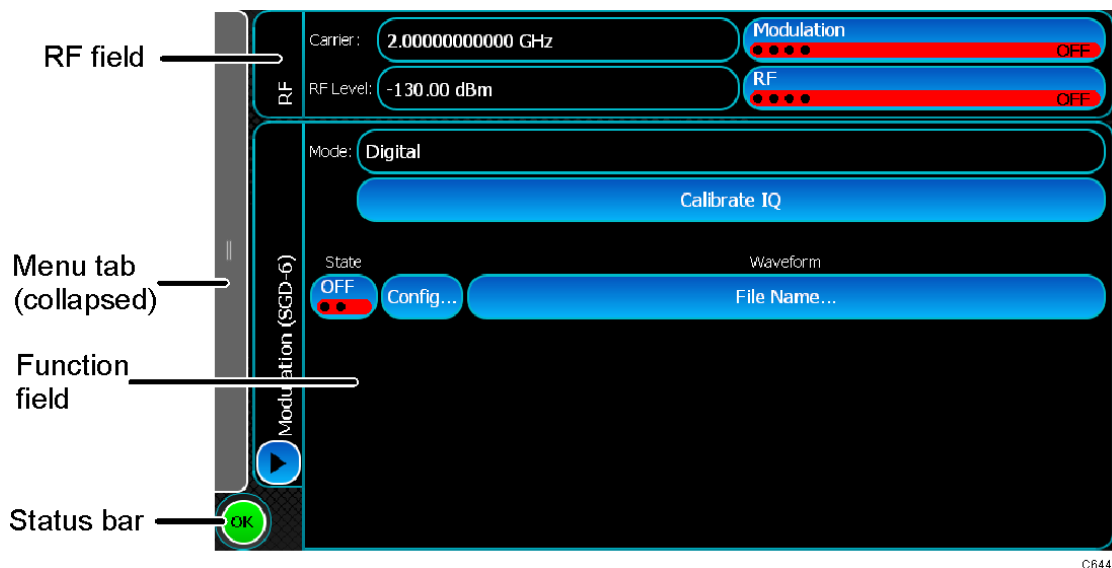 RF field
RF
Carrier:
2.00000000000 GHz
Modulation
OFF
RF Level:
-130.00 dBm
RF
OFF
Menu tab
(collapsed)
Function
field
Status bar
Modulation (SGD-6)
Mode:
Digital
Calibrate IQ
State
Waveform
OFF
Config...
File Name...
OK
C644